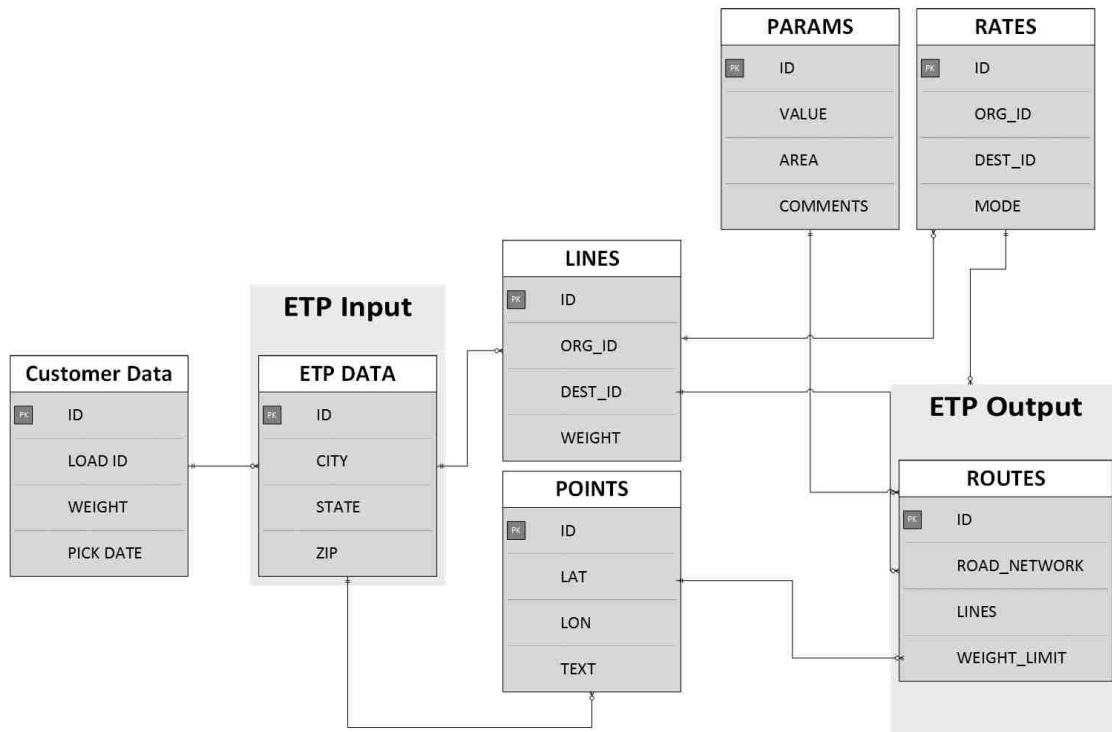 PARAMS
PK ID
VALUE
AREA
COMMENTS
RATES
PK ID
ORG_ID
DEST_ID
MODE
LINES
PK ID
ORG_ID
DEST_ID
WEIGHT
ETP Input
Customer Data
PK ID
LOAD ID
WEIGHT
PICK DATE
ETP DATA
PK ID
CITY
STATE
ZIP
POINTS
PK ID
LAT
LON
TEXT
ETP Output
ROUTES
PK ID
ROAD_NETWORK
LINES
WEIGHT_LIMIT